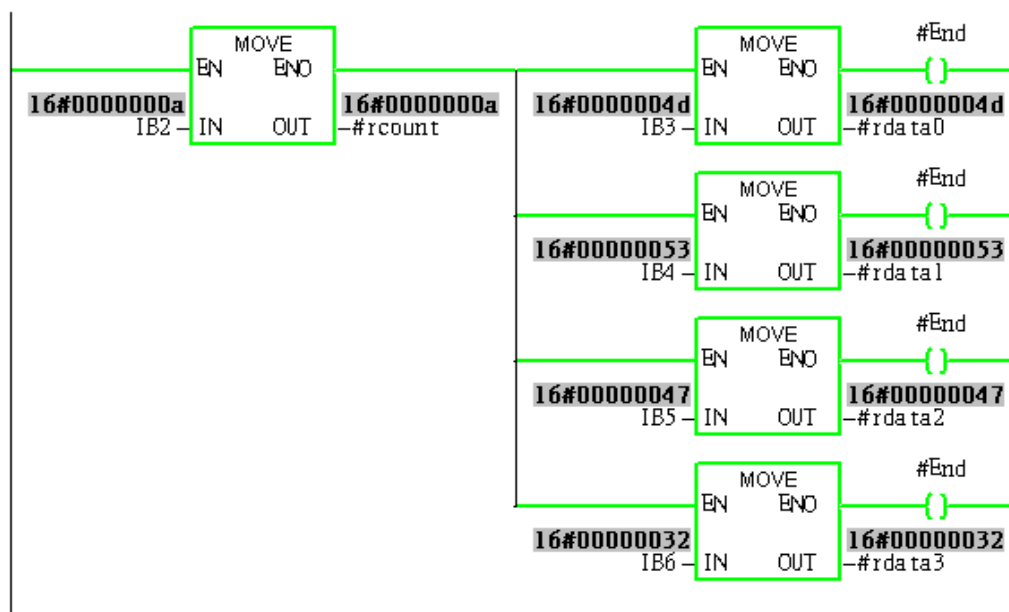 #End
MOVE
EN ENO
16#0000000a 16#0000000a
IB2 IN OUT #rcount
MOVE
EN ENO
16#0000004d 16#0000004d
IB3 IN OUT #rdata0
#End
MOVE
EN ENO
16#00000053 16#00000053
IB4 IN OUT #rdata1
#End
MOVE
EN ENO
16#00000047 16#00000047
IB5 IN OUT #rdata2
#End
MOVE
EN ENO
16#00000032 16#00000032
IB6 IN OUT #rdata3